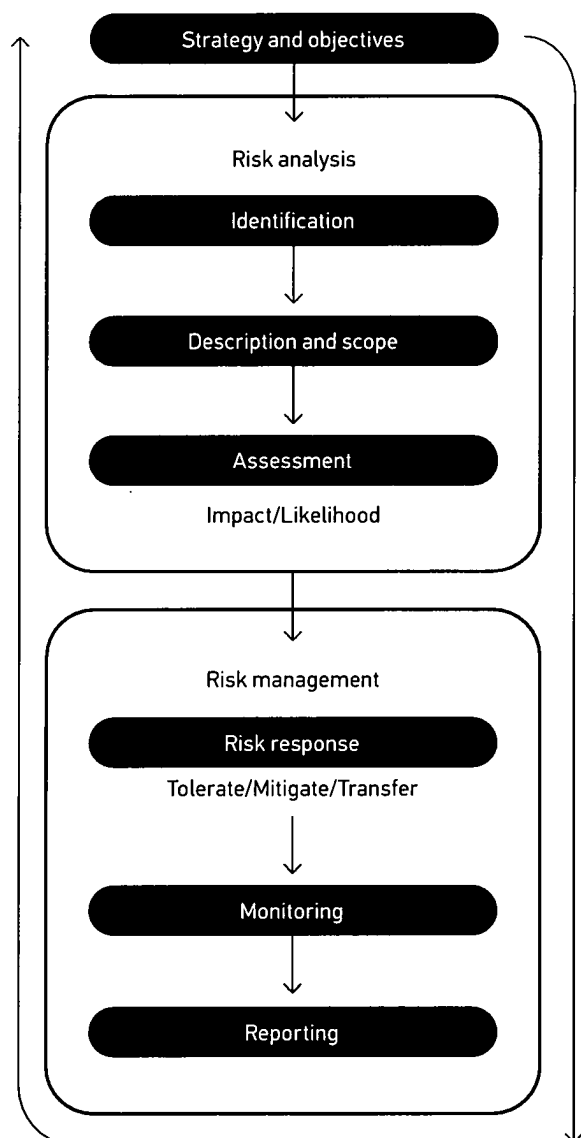 Strategy and objectives
Risk analysis
Identification
Description and scope
Assessment
Impact/Likelihood
Risk management
Risk response
Tolerate/Mitigate/Transfer
Monitoring
Reporting